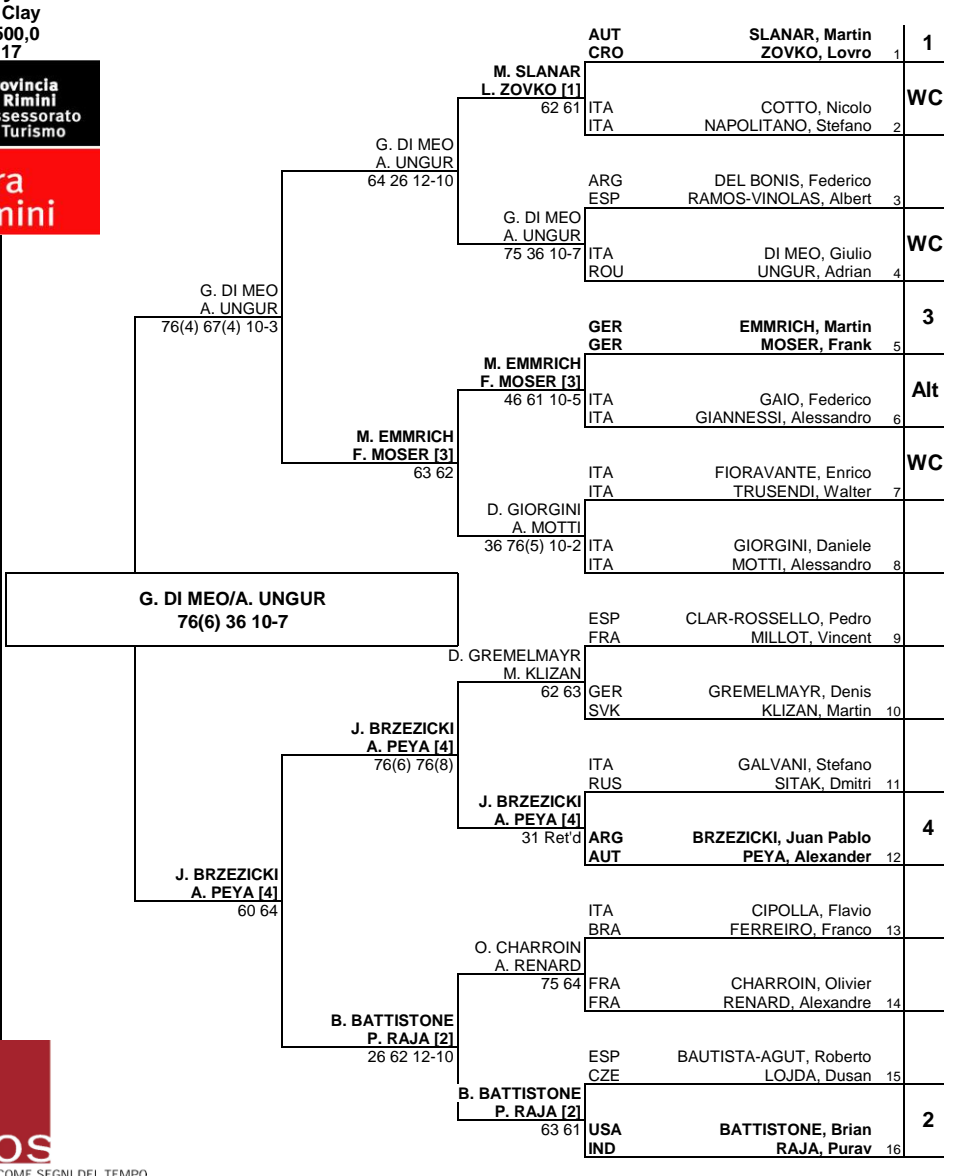 Clay
500,0
17
ovincia
Rimini
sessorato
Turismo
ra
mini
AUT SLANAR, Martin
CRO ZOVKO, Lovro 1
1
M. SLANAR
L. ZOVKO [1]
62 61
WC
ITA COTTO, Nicolo
ITA NAPOLITANO, Stefano 2
G. DI MEO
A. UNGUR
64 26 12-10
ARG DEL BONIS, Federico
ESP RAMOS-VINOLAS, Albert 3
G. DI MEO
A. UNGUR
75 36 10-7
WC
ITA DI MEO, Giulio
ROU UNGUR, Adrian 4
G. DI MEO
A. UNGUR
76(4) 67(4) 10-3
3
GER EMMRICH, Martin
GER MOSER, Frank 5
M. EMMRICH
F. MOSER [3]
46 61 10-5
Alt
ITA GAIO, Federico
ITA GIANNESSI, Alessandro 6
M. EMMRICH
F. MOSER [3]
63 62
WC
ITA FIORAVANTE, Enrico
ITA TRUSENDI, Walter 7
D. GIORGINI
A. MOTTI
36 76(5) 10-2
ITA GIORGINI, Daniele
ITA MOTTI, Alessandro 8
G. DI MEO/A. UNGUR
76(6) 36 10-7
ESP CLAR-ROSSELLO, Pedro
FRA MILLOT, Vincent 9
D. GREMELMAYR
M. KLIZAN
62 63
GER GREMELMAYR, Denis
SVK KLIZAN, Martin 10
J. BRZEZICKI
A. PEYA [4]
76(6) 76(8)
ITA GALVANI, Stefano
RUS SITAK, Dmitri 11
J. BRZEZICKI
A. PEYA [4]
31 Ret'd
4
ARG BRZEZICKI, Juan Pablo
AUT PEYA, Alexander 12
J. BRZEZICKI
A. PEYA [4]
60 64
ITA CIPOLLA, Flavio
BRA FERREIRO, Franco 13
O. CHARROIN
A. RENARD
75 64
FRA CHARROIN, Olivier
FRA RENARD, Alexandre 14
B. BATTISTONE
P. RAJA [2]
26 62 12-10
ESP BAUTISTA-AGUT, Roberto
CZE LOJDA, Dusan 15
B. BATTISTONE
P. RAJA [2]
63 61
2
USA BATTISTONE, Brian
IND RAJA, Purav 16
os
COME SEGNI DEL TEMPO